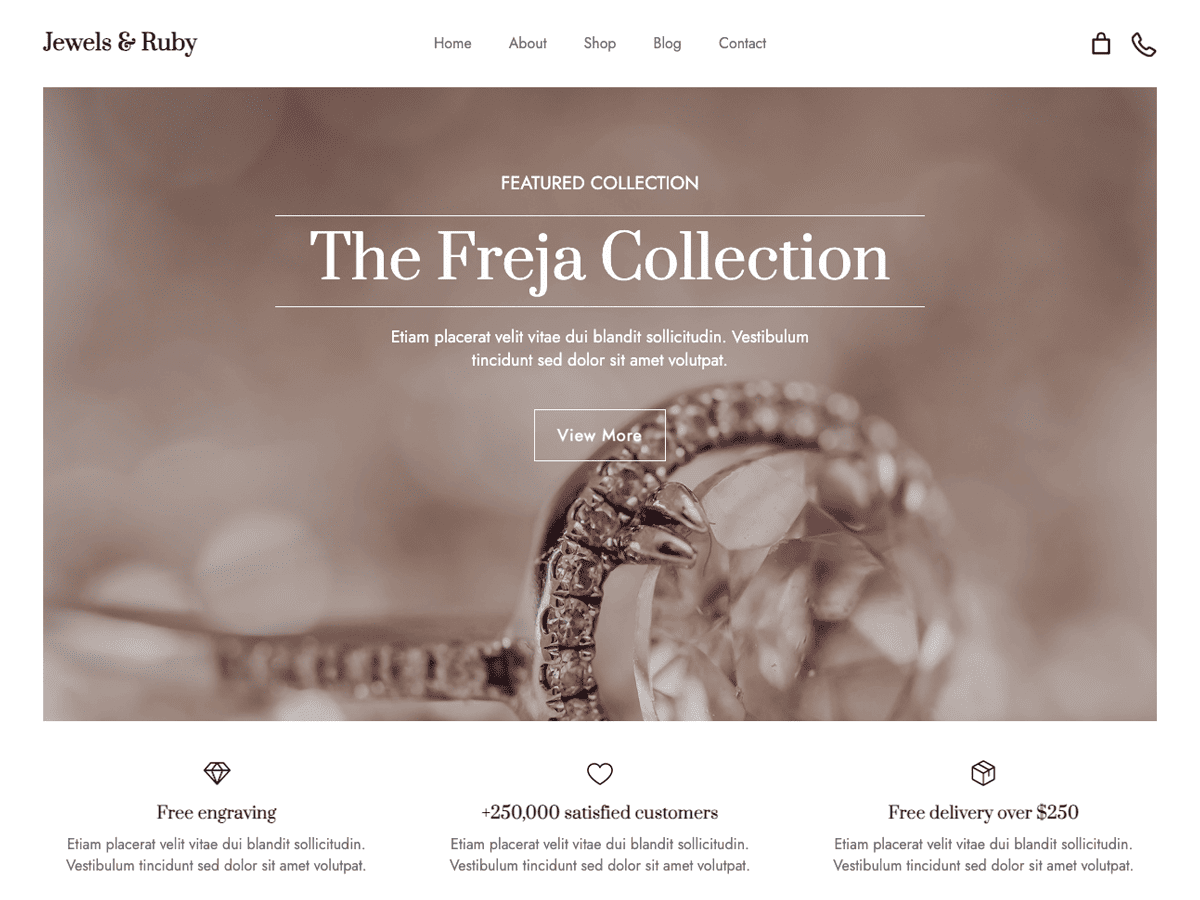 Jewels & Ruby
Home About Shop Blog Contact
FEATURED COLLECTION
The Freja Collection
Etiam placerat velit vitae dui blandit sollicitudin. Vestibulum
tincidunt sed dolor sit amet volutpat.
View More
Free engraving
Etiam placerat velit vitae dui blandit sollicitudin.
Vestibulum tincidunt sed dolor sit amet volutpat.
+250,000 satisfied customers
Etiam placerat velit vitae dui blandit sollicitudin.
Vestibulum tincidunt sed dolor sit amet volutpat.
Free delivery over $250
Etiam placerat velit vitae dui blandit sollicitudin.
Vestibulum tincidunt sed dolor sit amet volutpat.